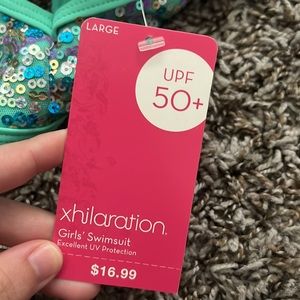 LARGE
UPF
50+
xhilaration.
Girls' Swimsuit
Excellent UV Protection
$16.99